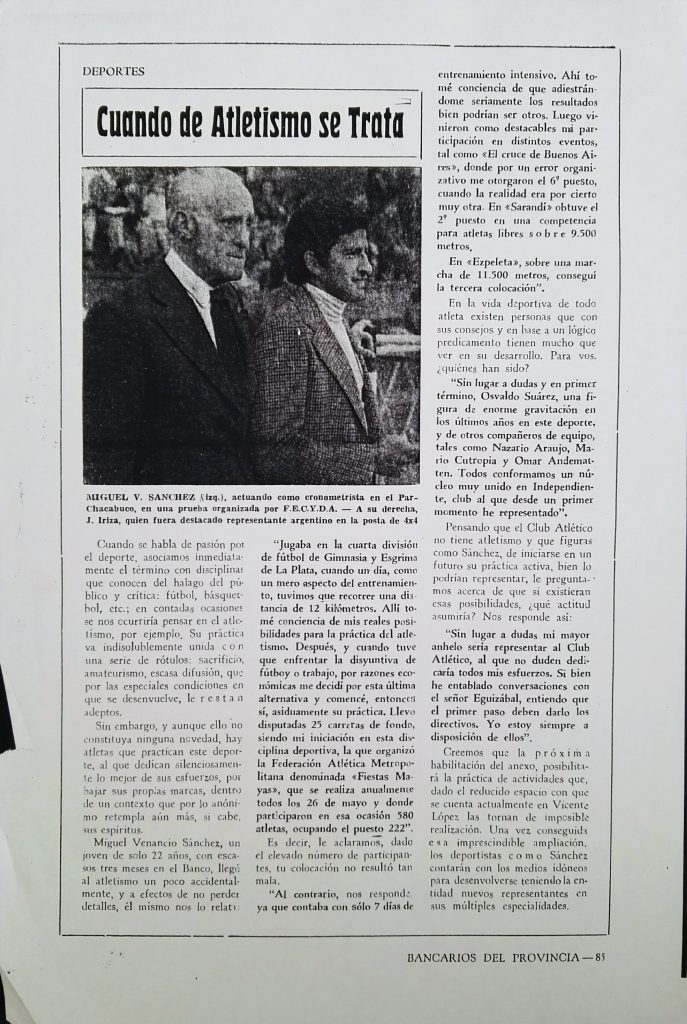 DEPORTES
Cuando de Atletismo se Trata
MIGUEL V. SANCHEZ (izq.), actuando como cronometrista en el Par-
Chacabuco, en una prueba organizada por F.E.C.Y.D.A. — A su derecha,
J. Iriza, quien fuera destacado representante argentino en la posta de 4x4
Cuando se habla de pasión por
el deporte, asociamos inmediata-
mente el término con disciplinas
que conocen del halago del pú-
blico y crítica: fútbol, básquet-
bol, etc.; en contadas ocasiones
se nos ocurriría pensar en el atle-
tismo, por ejemplo. Su práctica
va indisolublemente unida con
una serie de rótulos: sacrificio,
amateurismo, escasa difusión, que
por las especiales condiciones en
que se desenvuelve, le restan
adeptos.
Sin embargo, y aunque ello no
constituya ninguna novedad, hay
atletas que practican este depor-
te, al que dedican silenciosamen-
te lo mejor de sus esfuerzos, por
bajar sus propias marcas, dentro
de un contexto que por lo anóni-
mo retempla aún más, si cabe,
sus espíritus.
Miguel Venancio Sánchez, un
joven de solo 22 años, con esca-
sos tres meses en el Banco, llegó
al atletismo un poco accidental-
mente, y a efectos de no perder
detalles, él mismo nos lo relata:
"Jugaba en la cuarta división
de fútbol de Gimnasia y Esgrima
de La Plata, cuando un día, como
un mero aspecto del entrenamien-
to, tuvimos que recorrer una dis-
tancia de 12 kilómetros. Allí to-
mé conciencia de mis reales posi-
bilidades para la práctica del atle-
tismo. Después, y cuando tuve
que enfrentar la disyuntiva de
fútboy o trabajo, por razones eco-
nómicas me decidí por esta última
alternativa y comencé, entonces
sí, asiduamente su práctica. Llevo
disputadas 25 carreras de fondo,
siendo mi iniciación en esta dis-
ciplina deportiva, la que organizó
la Federación Atlética Metropo-
litana denominada «Fiestas Ma-
yas», que se realiza anualmente
todos los 26 de mayo y donde
participaron en esa ocasión 580
atletas, ocupando el puesto 222".
Es decir, le aclaramos, dado
el elevado número de participan-
tes, tu colocación no resultó tan
mala.
"Al contrario, nos responde,
ya que contaba con sólo 7 días de
entrenamiento intensivo. Ahí to-
mé conciencia de que adiestrán-
dome seriamente los resultados
bien podrían ser otros. Luego vi-
nieron como destacables mi par-
ticipación en distintos eventos,
tal como «El cruce de Buenos Ai-
res», donde por un error organi-
zativo me otorgaron el 6º puesto,
cuando la realidad era por cierto
muy otra. En «Sarandí» obtuve el
2º puesto en una competencia
para atletas libres sobre 9.500
metros.
En «Ezpeleta», sobre una mar-
cha de 11.500 metros, conseguí
la tercera colocación".
En la vida deportiva de todo
atleta existen personas que con
sus consejos y en base a un lógico
predicamento tienen mucho que
ver en su desarrollo. Para vos.
¿quiénes han sido?
"Sin lugar a dudas y en primer
término, Osvaldo Suárez, una fi-
gura de enorme gravitación en
los últimos años en este deporte,
y de otros compañeros de equipo,
tales como Nazario Araujo, Ma-
rio Cutropia y Omar Andemat-
ten. Todos conformamos un nú-
cleo muy unido en Independien-
te, club al que desde un primer
momento he representado".
Pensando que el Club Atlético
no tiene atletismo y que figuras
como Sánchez, de iniciarse en un
futuro su práctica activa, bien lo
podrían representar, le pregunta-
mos acerca de que si existieran
esas posibilidades, ¿qué actitud
asumiría? Nos responde así:
"Sin lugar a dudas mi mayor
anhelo sería representar al Club
Atlético, al que no duden dedi-
caría todos mis esfuerzos. Si bien
he entablado conversaciones con
el señor Eguizábal, entiendo que
el primer paso deben darlo los
directivos. Yo estoy siempre a
disposición de ellos".
Creemos que la próxima
habilitación del anexo, posibilita-
rá la práctica de actividades que,
dado el reducido espacio con que
se cuenta actualmente en Vicente
López las tornan de imposible
realización. Una vez conseguida
esa imprescindible ampliación,
los deportistas como Sánchez
contarán con los medios idóneos
para desenvolverse teniendo la en-
tidad nuevos representantes en
sus múltiples especialidades.
BANCARIOS DEL PROVINCIA — 85